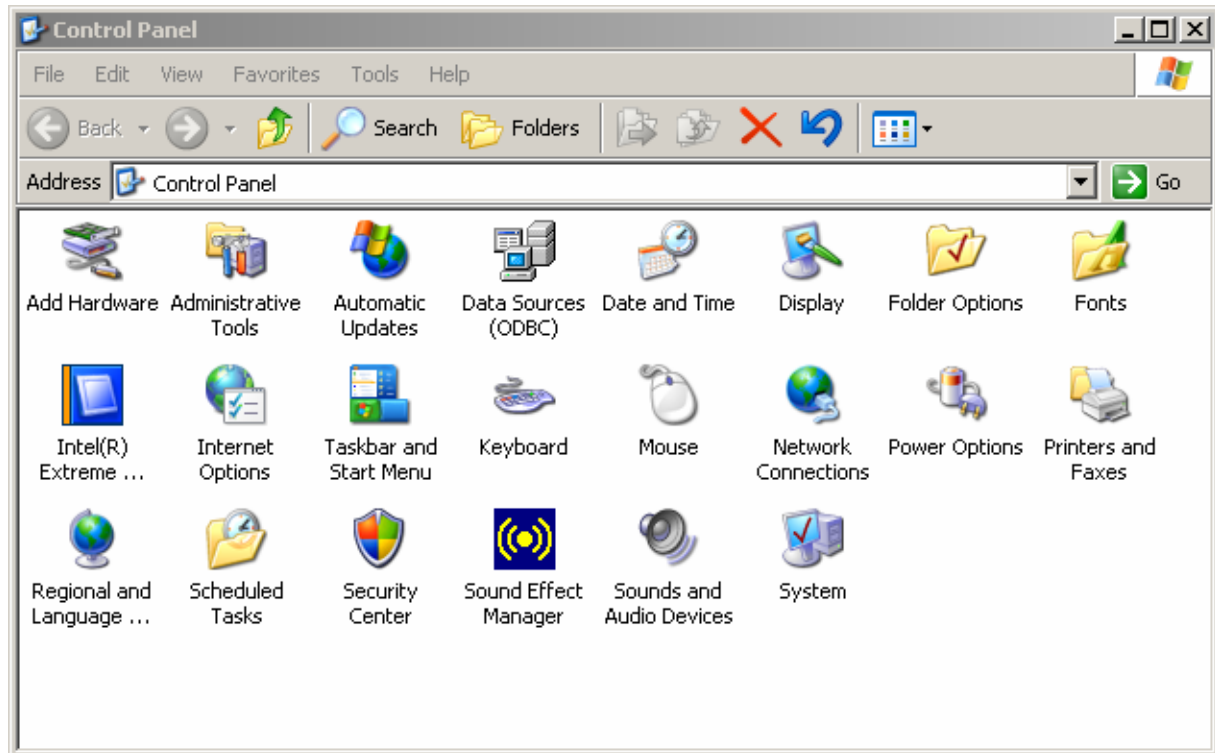 Control Panel
File Edit View Favorites Tools Help
Back Search Folders
Address Control Panel Go
Add Hardware Administrative Automatic Data Sources Date and Time Display Folder Options Fonts
Tools Updates (ODBC)
Intel(R) Internet Taskbar and Keyboard Mouse Network Power Options Printers and
Extreme ... Options Start Menu Connections Faxes
Regional and Scheduled Security Sound Effect Sounds and System
Language ... Tasks Center Manager Audio Devices